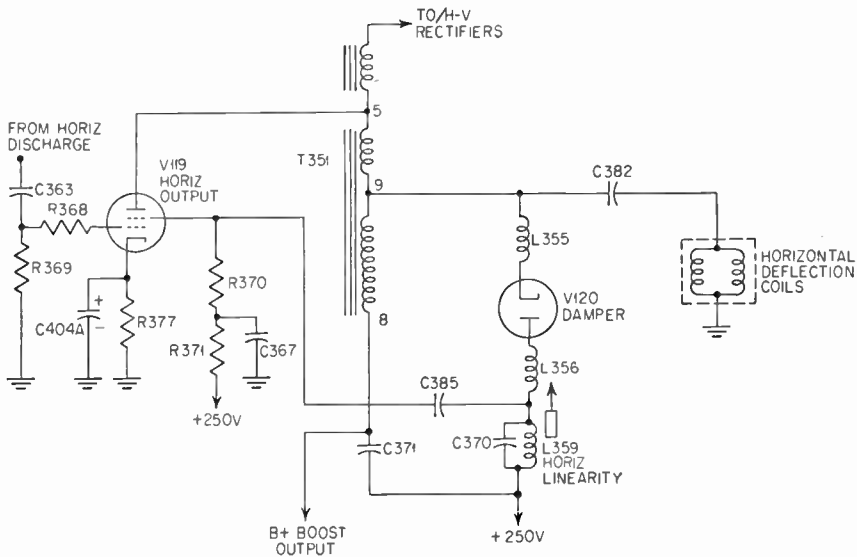 TO/H-V
RECTIFIERS
5
FROM HORIZ
DISCHARGE
V119
HORIZ
OUTPUT
T351
C363
R368
9
C382
R369
L355
R370
HORIZONTAL
DEFLECTION
COILS
V120
DAMPER
+
C404A
–
R377
8
R371
C367
L356
C385
+250V
C371
C370
L359
HORIZ
LINEARITY
B+ BOOST
OUTPUT
+250V